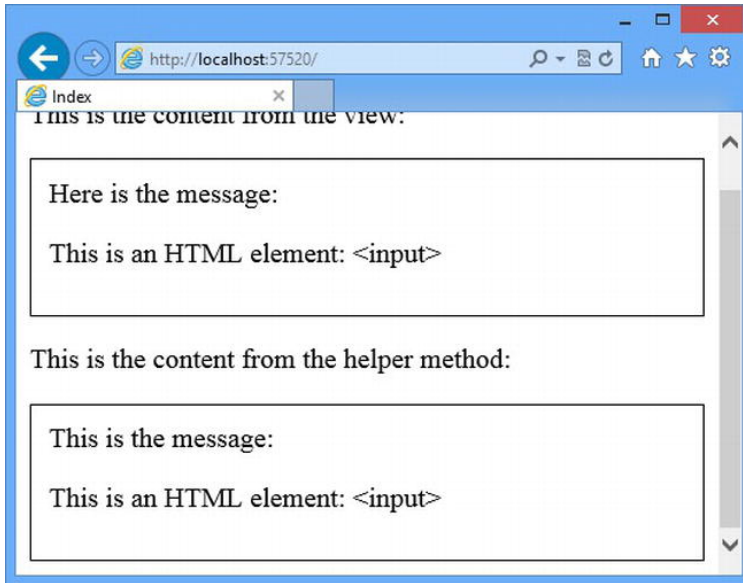 http://localhost:57520/
Index
This is the content from the view:
Here is the message:
This is an HTML element: <input>
This is the content from the helper method:
This is the message:
This is an HTML element: <input>